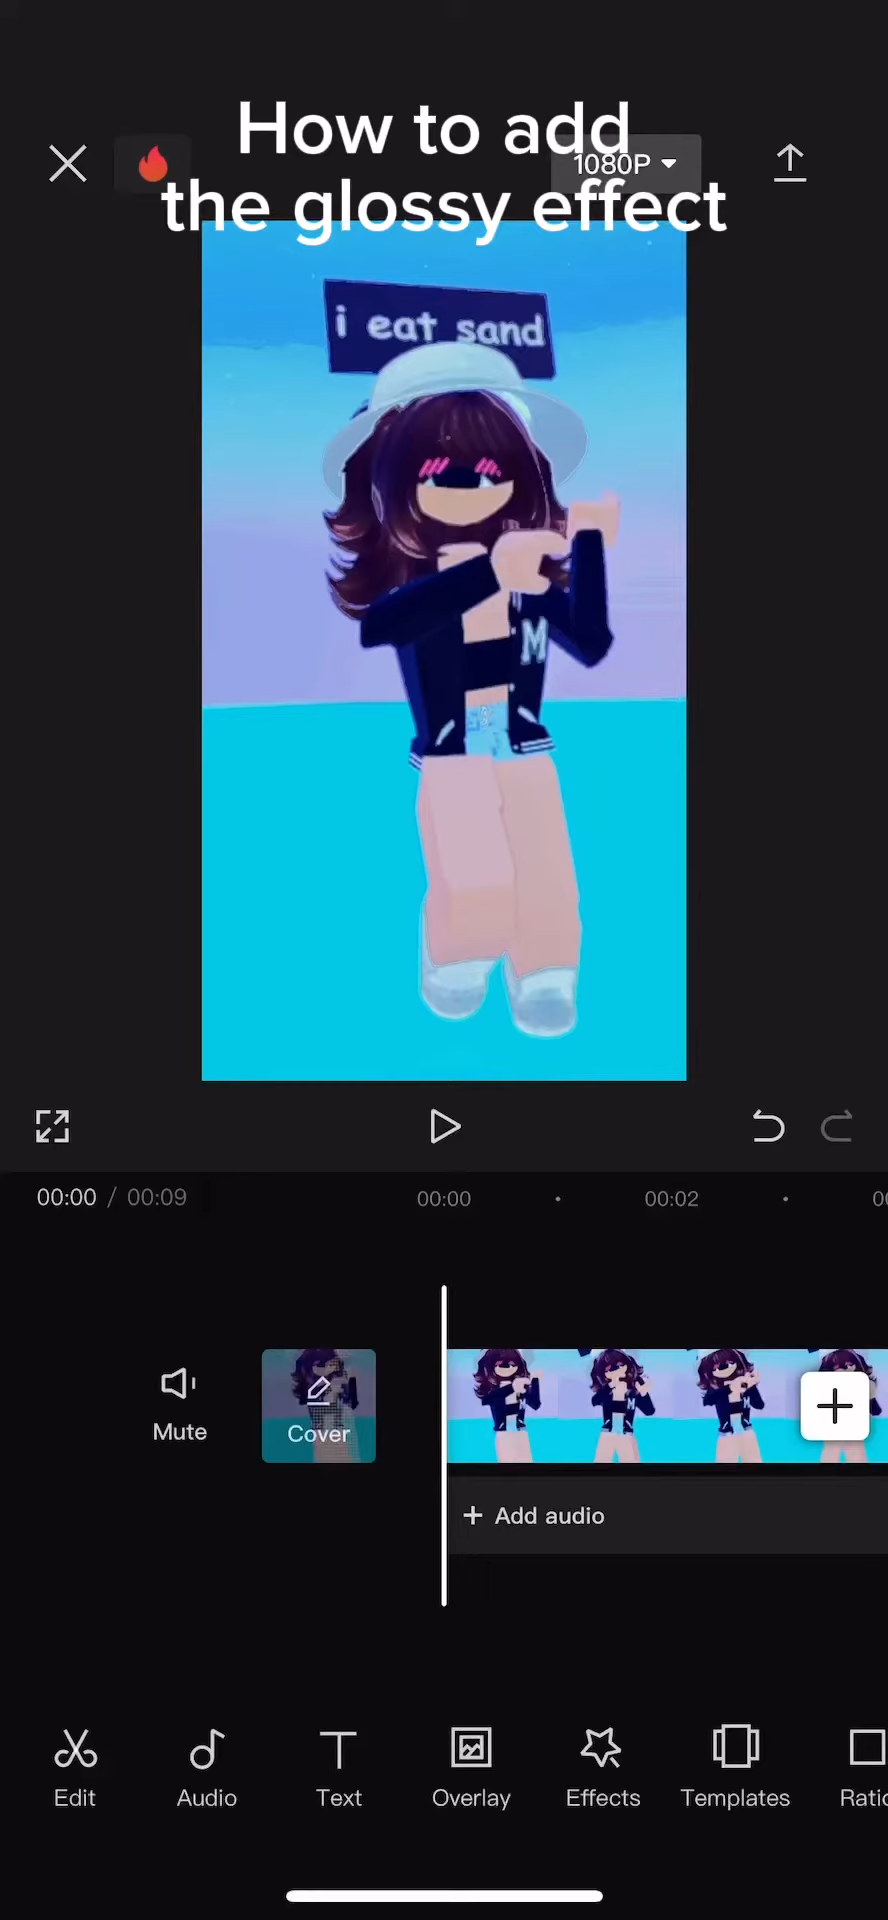 How to add
1080P
the glossy effect
i eat sand
M
00:00 / 00:09
00:00
00:02
Mute
Cover
+ Add audio
Edit
Audio
Text
Overlay
Effects
Templates